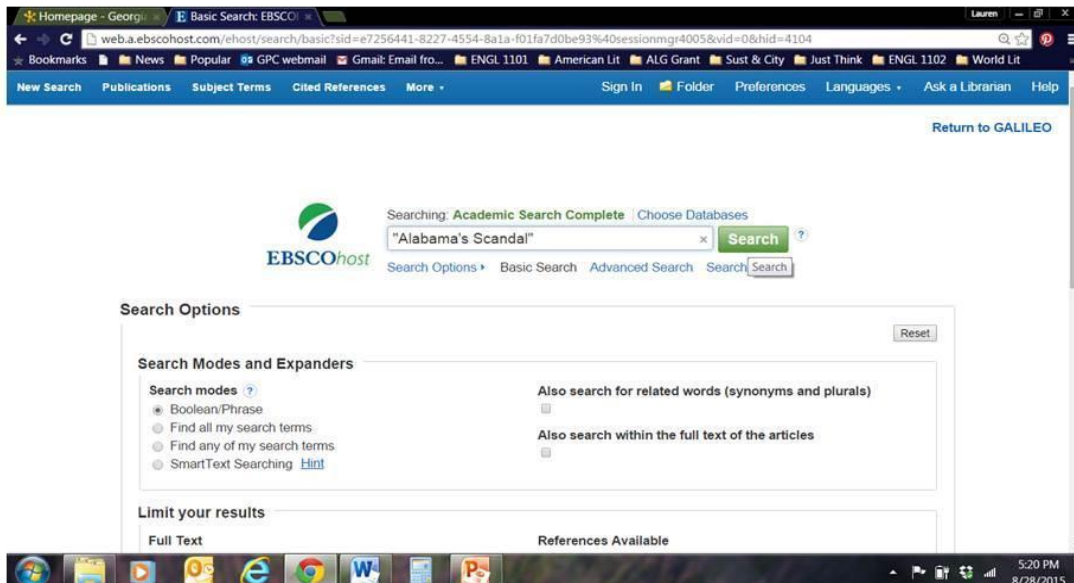 Homepage - Georgi
Basic Search: EBSCO
Lauren
web.a.ebscohost.com/ehost/search/basic?sid=e7256441-8227-4554-8a1a-f01fa7d0be93%40sessionmgr4005&vid=0&hid=4104
Bookmarks News Popular GPC webmail Gmail: Email fro... ENGL 1101 American Lit ALG Grant Sust & City Just Think ENGL 1102 World Lit
New Search Publications Subject Terms Cited References More Sign In Folder Preferences Languages Ask a Librarian Help
Return to GALILEO
Searching: Academic Search Complete Choose Databases
"Alabama's Scandal" × Search ?
EBSCOhost
Search Options Basic Search Advanced Search Search Search
Search Options
Reset
Search Modes and Expanders
Search modes ? Also search for related words (synonyms and plurals)
Boolean/Phrase
Find all my search terms Also search within the full text of the articles
Find any of my search terms
SmartText Searching Hint
Limit your results
Full Text References Available
5:20 PM
8/28/2015